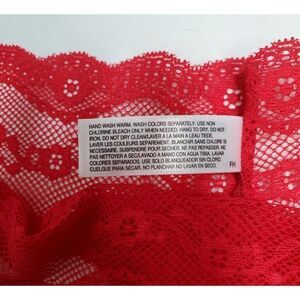 HAND WASH WARM. WASH COLORS SEPARATELY. USE NON
CHLORINE BLEACH ONLY WHEN NEEDED. HANG TO DRY. DO NOT
IRON. DO NOT DRY CLEAN/LAVER A LA MAIN A L'EAU TIEDE.
LAVER LES COULEURS SEPAREMENT. BLANCHIR SANS CHLORE SI
NECESSAIRE. SUSPENDRE POUR SECHER. NE PAS REPASSER. NE
PAS NETTOYER A SEC/LAVADO A MANO CON AGUA TIBIA. LAVAR
SEPARADO. USE SOLO BLANQUEADOR SIN CLORO
CUELGUE PARA SECAR. NO PLANCHAR NO LAVAR EN SECO.
FH